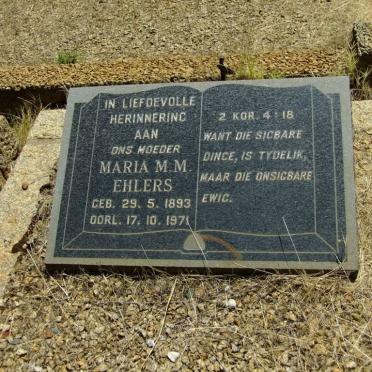 IN LIEFDEVOLLE
HERINNERING
AAN
ONS MOEDER
MARIA M.M.
EHLERS
GEB. 29. 5. 1893
OORL. 17. 10. 1971
2 KOR. 4:18
WANT DIE SIGBARE
DINGE, IS TYDELIK,
MAAR DIE ONSIGBARE
EWIG.